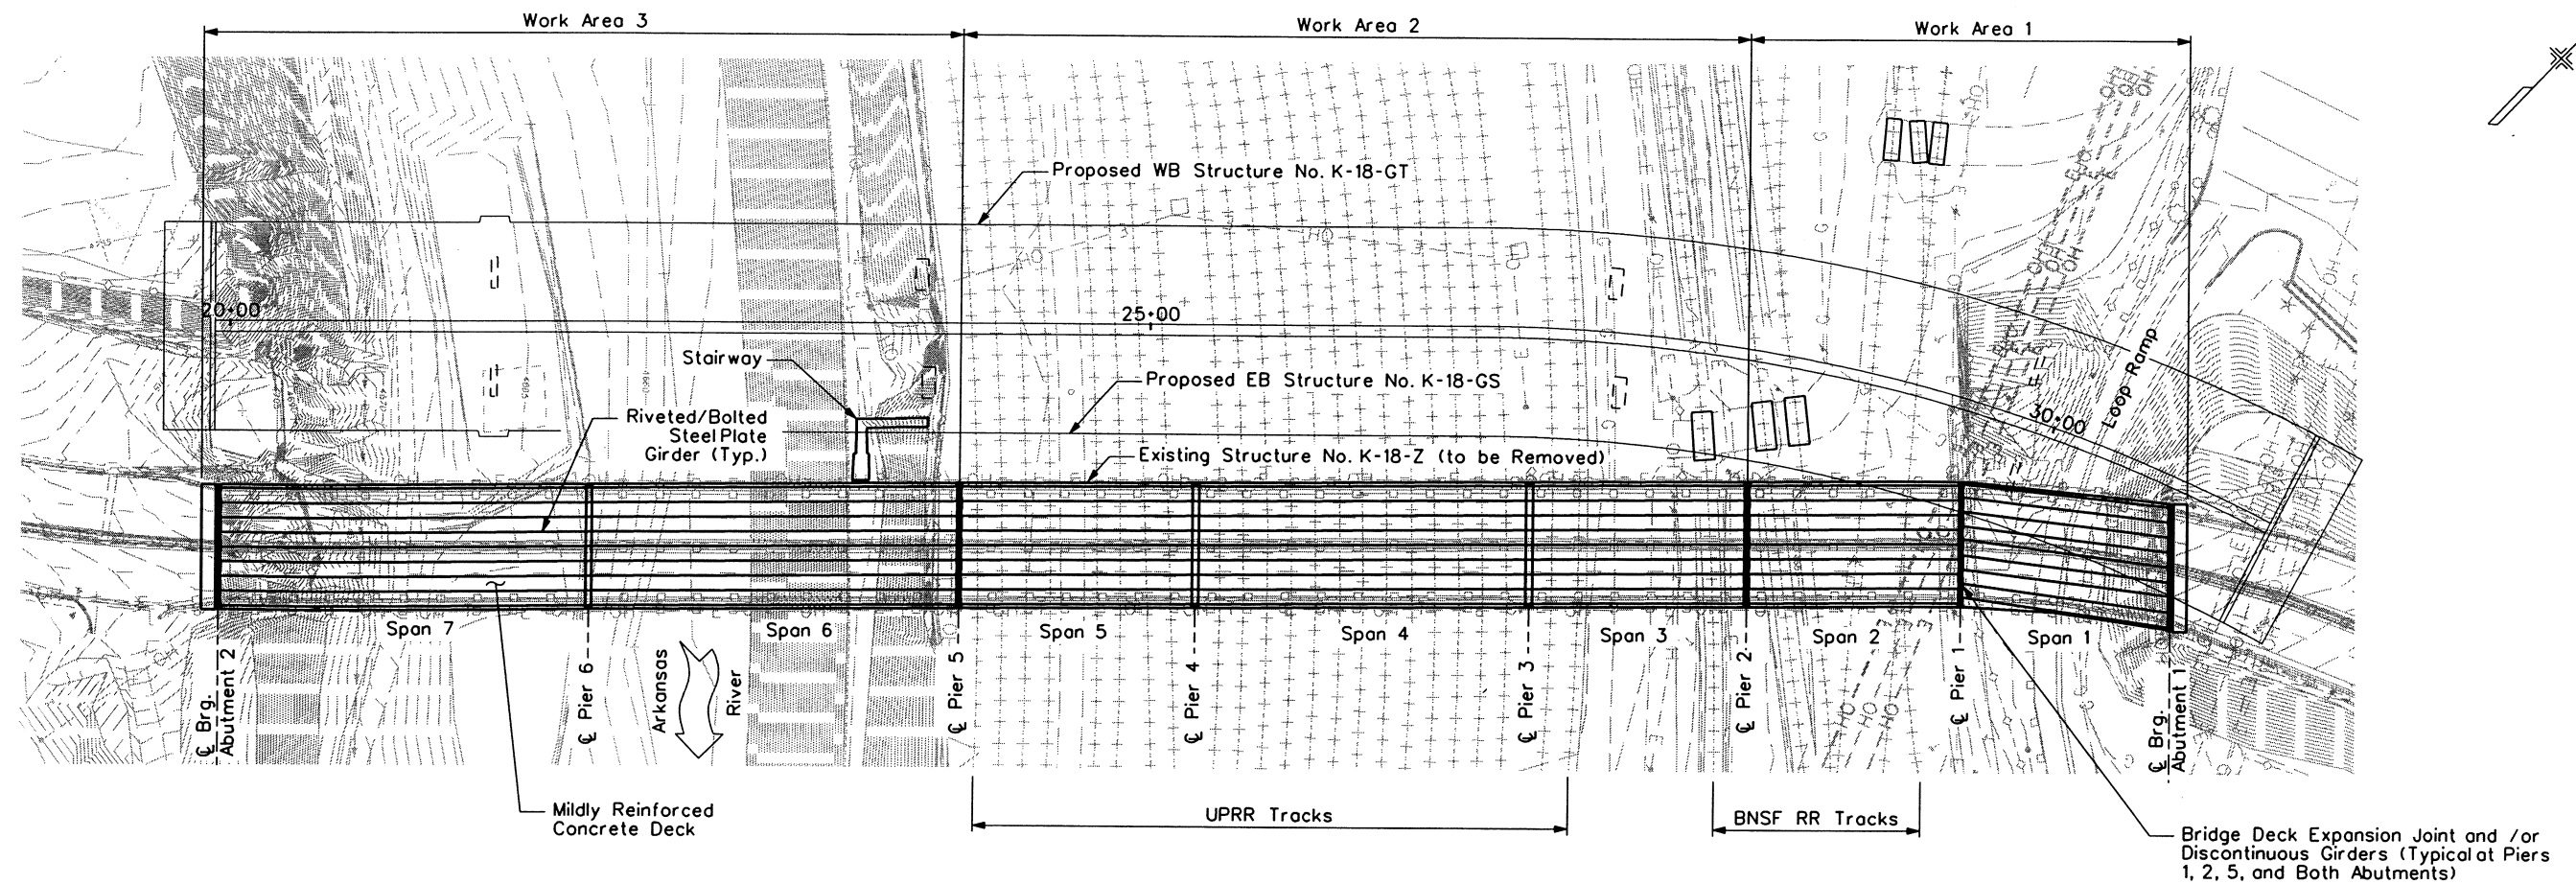 Work Area 3
Work Area 2
Work Area 1
Proposed WB Structure No. K-18-GT
20+00
25+00
30+00
Loop Ramp
Stairway
Proposed EB Structure No. K-18-GS
Riveted/Bolted
Steel Plate
Girder (Typ.)
Existing Structure No. K-18-Z (to be Removed)
Span 7
Span 6
Span 5
Span 4
Span 3
Span 2
Span 1
℄ Brg.
Abutment 2
℄ Pier 6
Arkansas
River
℄ Pier 5
℄ Pier 4
℄ Pier 3
℄ Pier 2
℄ Pier 1
℄ Brg.
Abutment 1
Mildly Reinforced
Concrete Deck
UPRR Tracks
BNSF RR Tracks
Bridge Deck Expansion Joint and /or
Discontinuous Girders (Typical at Piers
1, 2, 5, and Both Abutments)